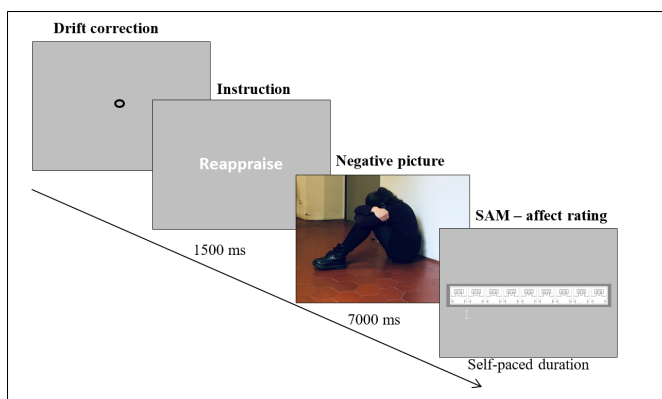 Drift correction
Instruction
Reappraise
Negative picture
SAM – affect rating
1500 ms
7000 ms
Self-paced duration